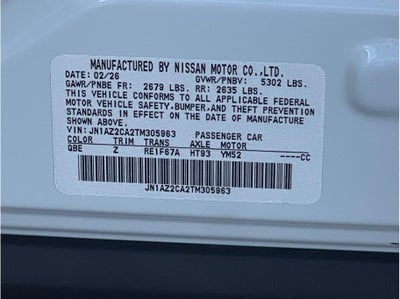 MANUFACTURED BY NISSAN MOTOR CO.,LTD.
DATE: 02/26 GVWR/PNBV: 5302 LBS.
GAWR/PNBE FR: 2679 LBS. RR: 2635 LBS.
THIS VEHICLE CONFORMS TO ALL APPLICABLE FEDERAL
MOTOR VEHICLE SAFETY, BUMPER, AND THEFT PREVENTION
STANDARDS IN EFFECT ON THE DATE OF MANUFACTURE
SHOWN ABOVE.
VIN: JN1AZ2CA2TM305963 PASSENGER CAR
COLOR TRIM TRANS AXLE MOTOR
QBE Z RE1F67A HT93 YM52 ----CC
JN1AZ2CA2TM305963